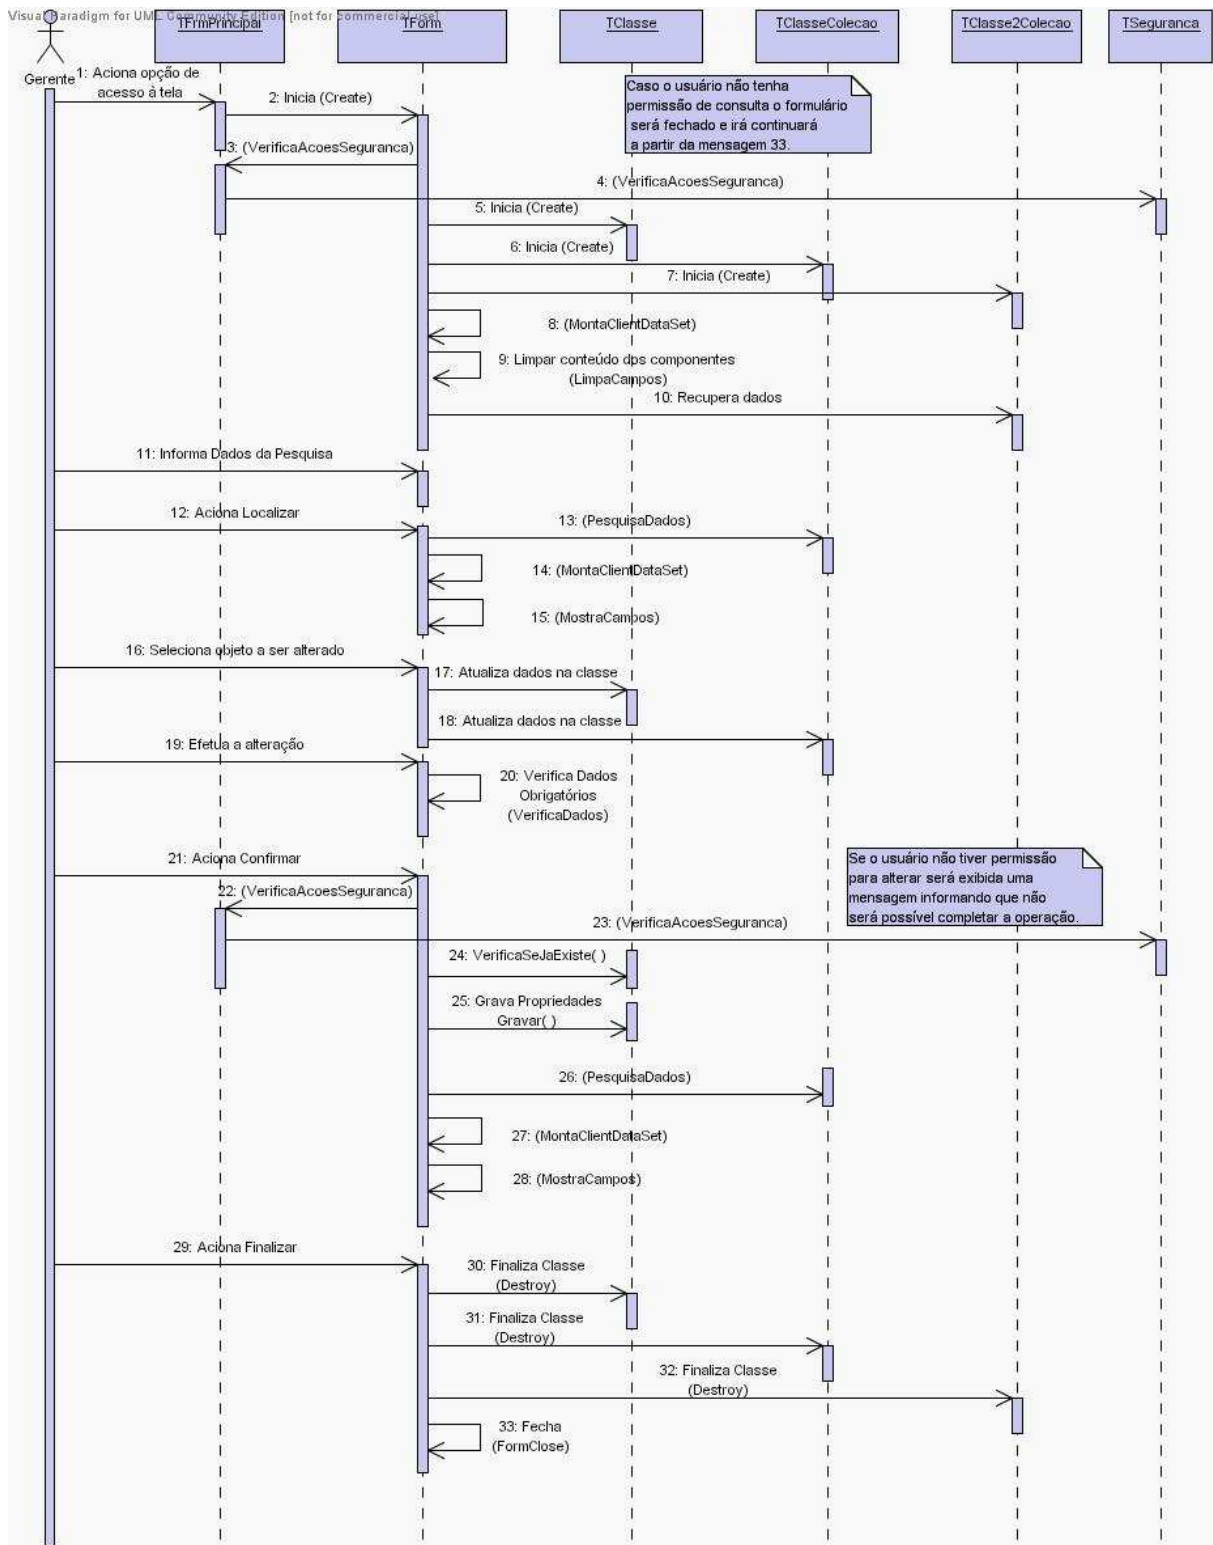 Visual Paradigm for UML Community Edition [not for commercial use]
TFrmPrincipal
TForm
TClasse
TClasseColecao
TClasse2Colecao
TSeguranca
Gerente
1: Aciona opção de
acesso à tela
2: Inicia (Create)
Caso o usuário não tenha
permissão de consulta o formulário
será fechado e irá continuará
a partir da mensagem 33.
3: (VerificaAcoesSeguranca)
4: (VerificaAcoesSeguranca)
5: Inicia (Create)
6: Inicia (Create)
7: Inicia (Create)
8: (MontaClientDataSet)
9: Limpar conteúdo dos componentes
(LimpaCampos)
10: Recupera dados
11: Informa Dados da Pesquisa
12: Aciona Localizar
13: (PesquisaDados)
14: (MontaClientDataSet)
15: (MostraCampos)
16: Seleciona objeto a ser alterado
17: Atualiza dados na classe
18: Atualiza dados na classe
19: Efetua a alteração
20: Verifica Dados
Obrigatórios
(VerificaDados)
21: Aciona Confirmar
Se o usuário não tiver permissão
para alterar será exibida uma
mensagem informando que não
será possível completar a operação.
22: (VerificaAcoesSeguranca)
23: (VerificaAcoesSeguranca)
24: VerificaSeJaExiste( )
25: Grava Propriedades
Gravar( )
26: (PesquisaDados)
27: (MontaClientDataSet)
28: (MostraCampos)
29: Aciona Finalizar
30: Finaliza Classe
(Destroy)
31: Finaliza Classe
(Destroy)
32: Finaliza Classe
(Destroy)
33: Fecha
(FormClose)